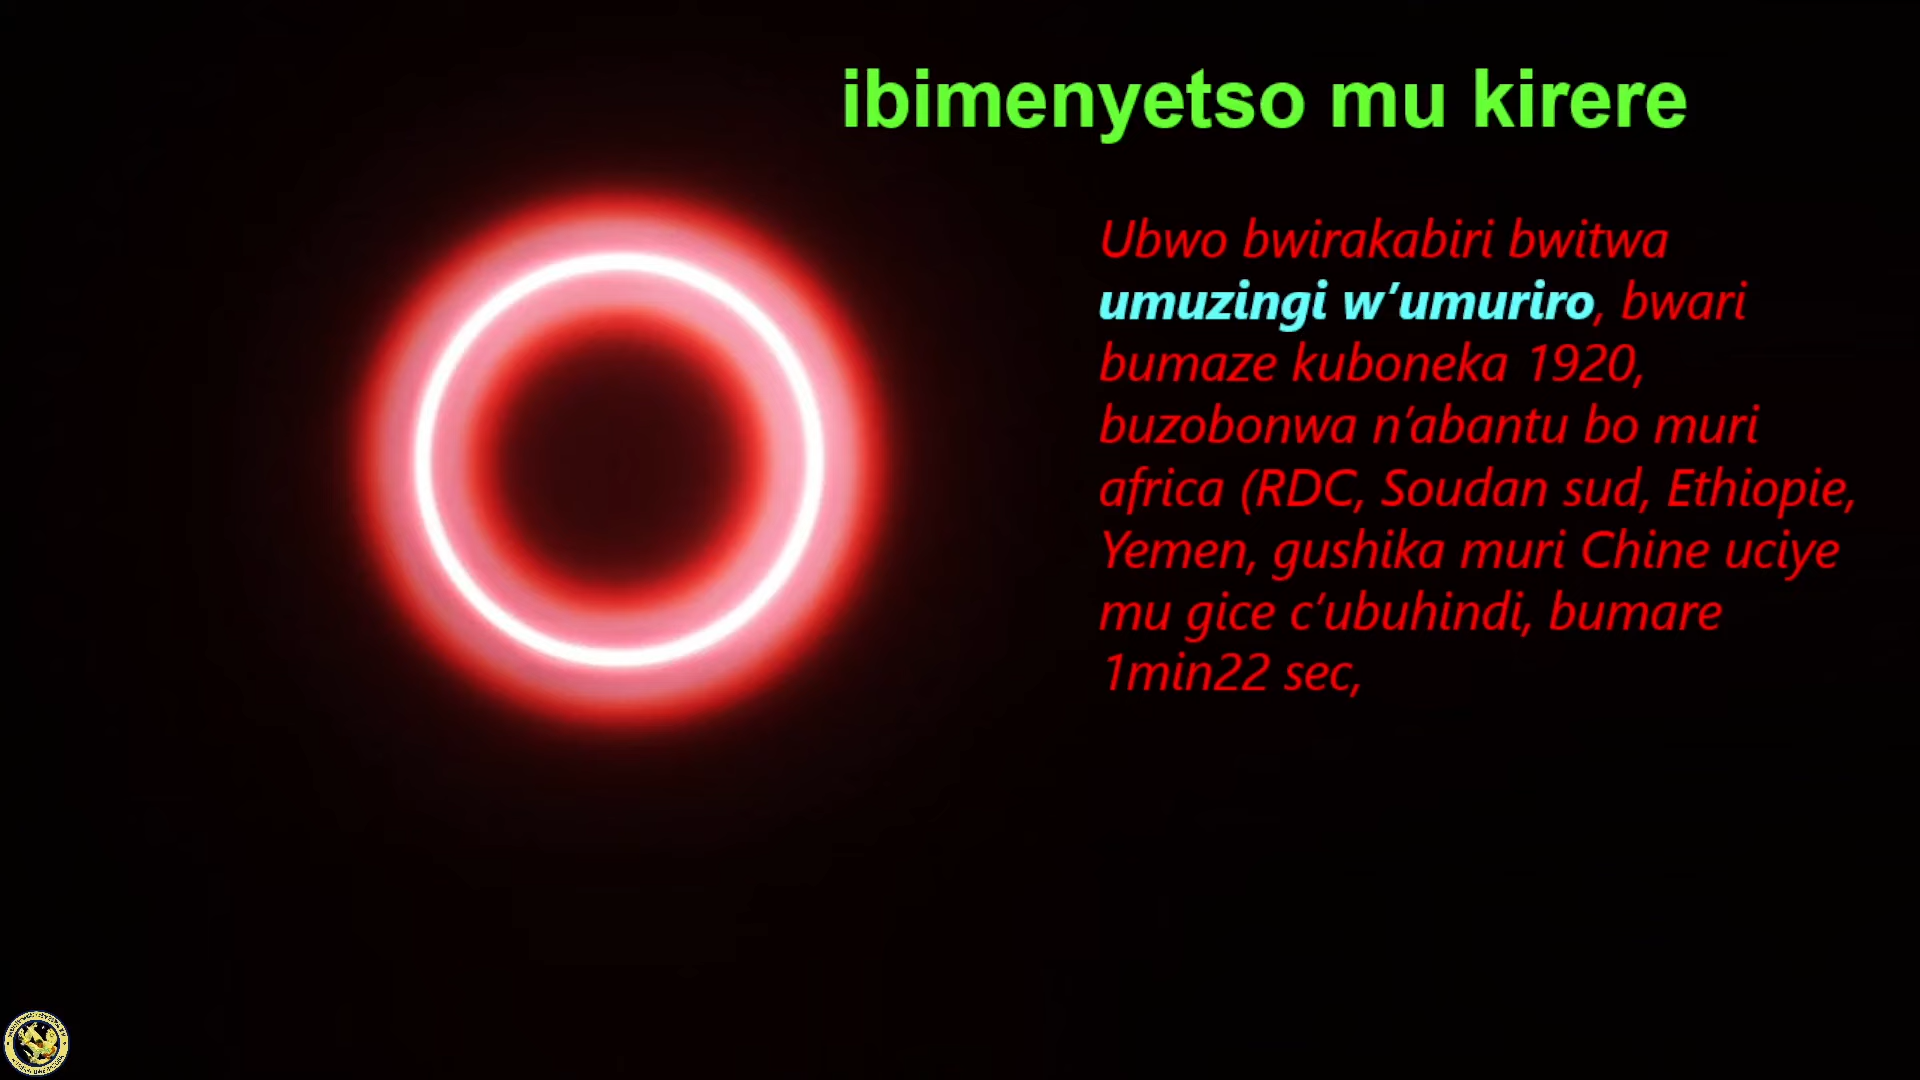 ibimenyetso mu kirere
Ubwo bwirakabiri bwitwa
umuzingi w’umuriro, bwari
bumaze kuboneka 1920,
buzobonwa n’abantu bo muri
africa (RDC, Soudan sud, Ethiopie,
Yemen, gushika muri Chine uciye
mu gice c’ubuhindi, bumare
1min22 sec,